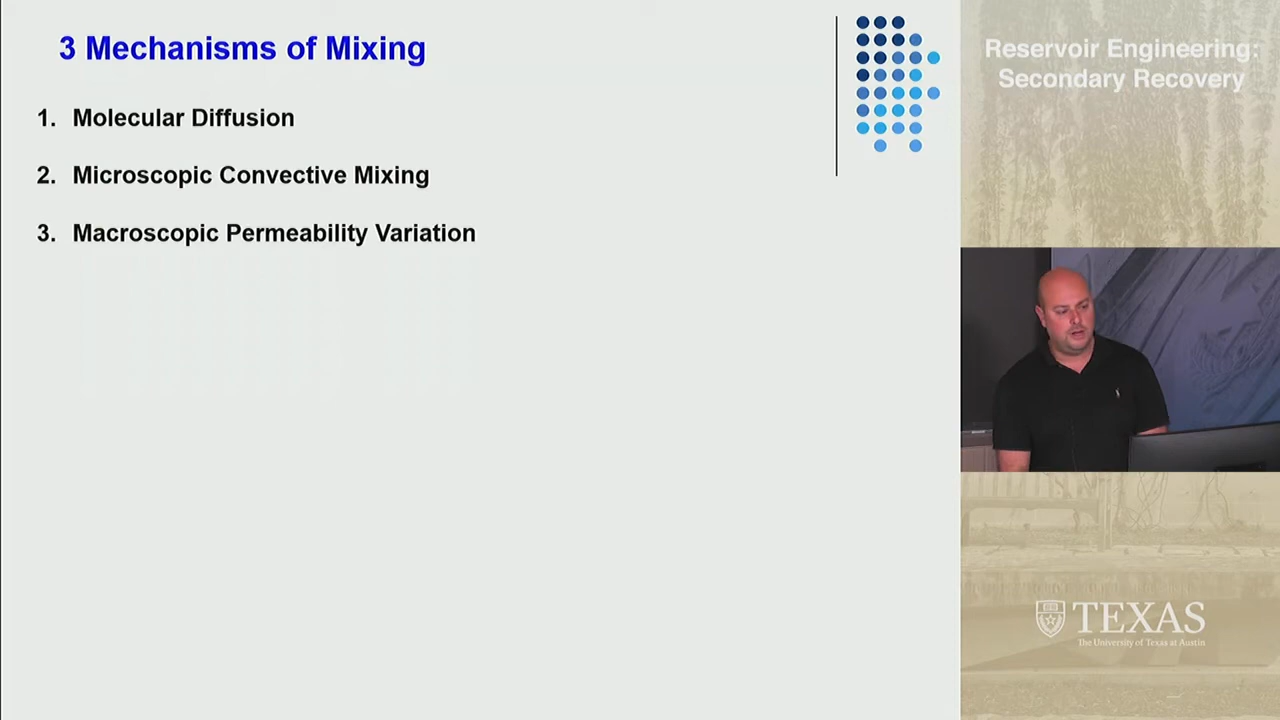 3 Mechanisms of Mixing
1. Molecular Diffusion
2. Microscopic Convective Mixing
3. Macroscopic Permeability Variation
Reservoir Engineering:
Secondary Recovery
TEXAS
The University of Texas at Austin